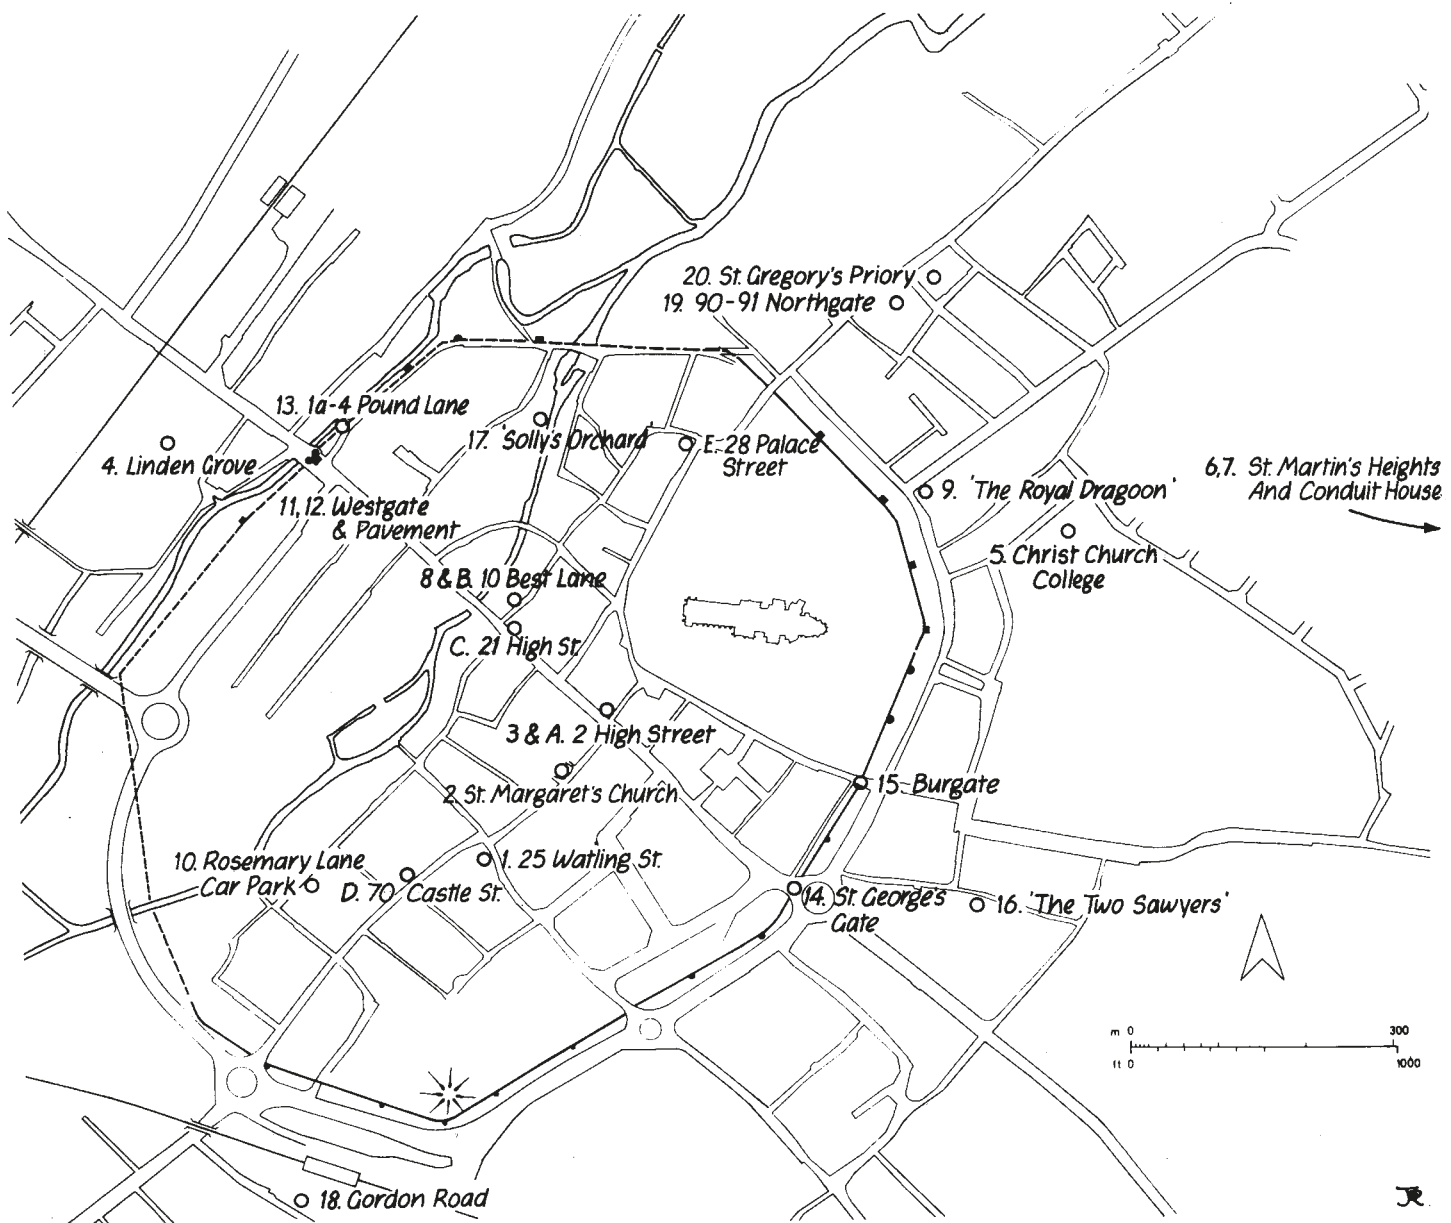 20. St. Gregory's Priory
19. 90-91 Northgate
13. 1a-4 Pound Lane
17. 'Solly's Orchard'
E. 28 Palace
Street
4. Linden Grove
6,7. St. Martin's Heights
And Conduit House
9. 'The Royal Dragoon'
11,12. Westgate
& Pavement
5. Christ Church
College
8 & B. 10 Best Lane
C. 21 High St.
3 & A. 2 High Street
15. Burgate
2. St. Margaret's Church
10. Rosemary Lane
Car Park
1. 25 Watling St.
D. 70 Castle St.
14. St. George's
Gate
16. 'The Two Sawyers'
m 0 300
ft 0 1000
18. Gordon Road